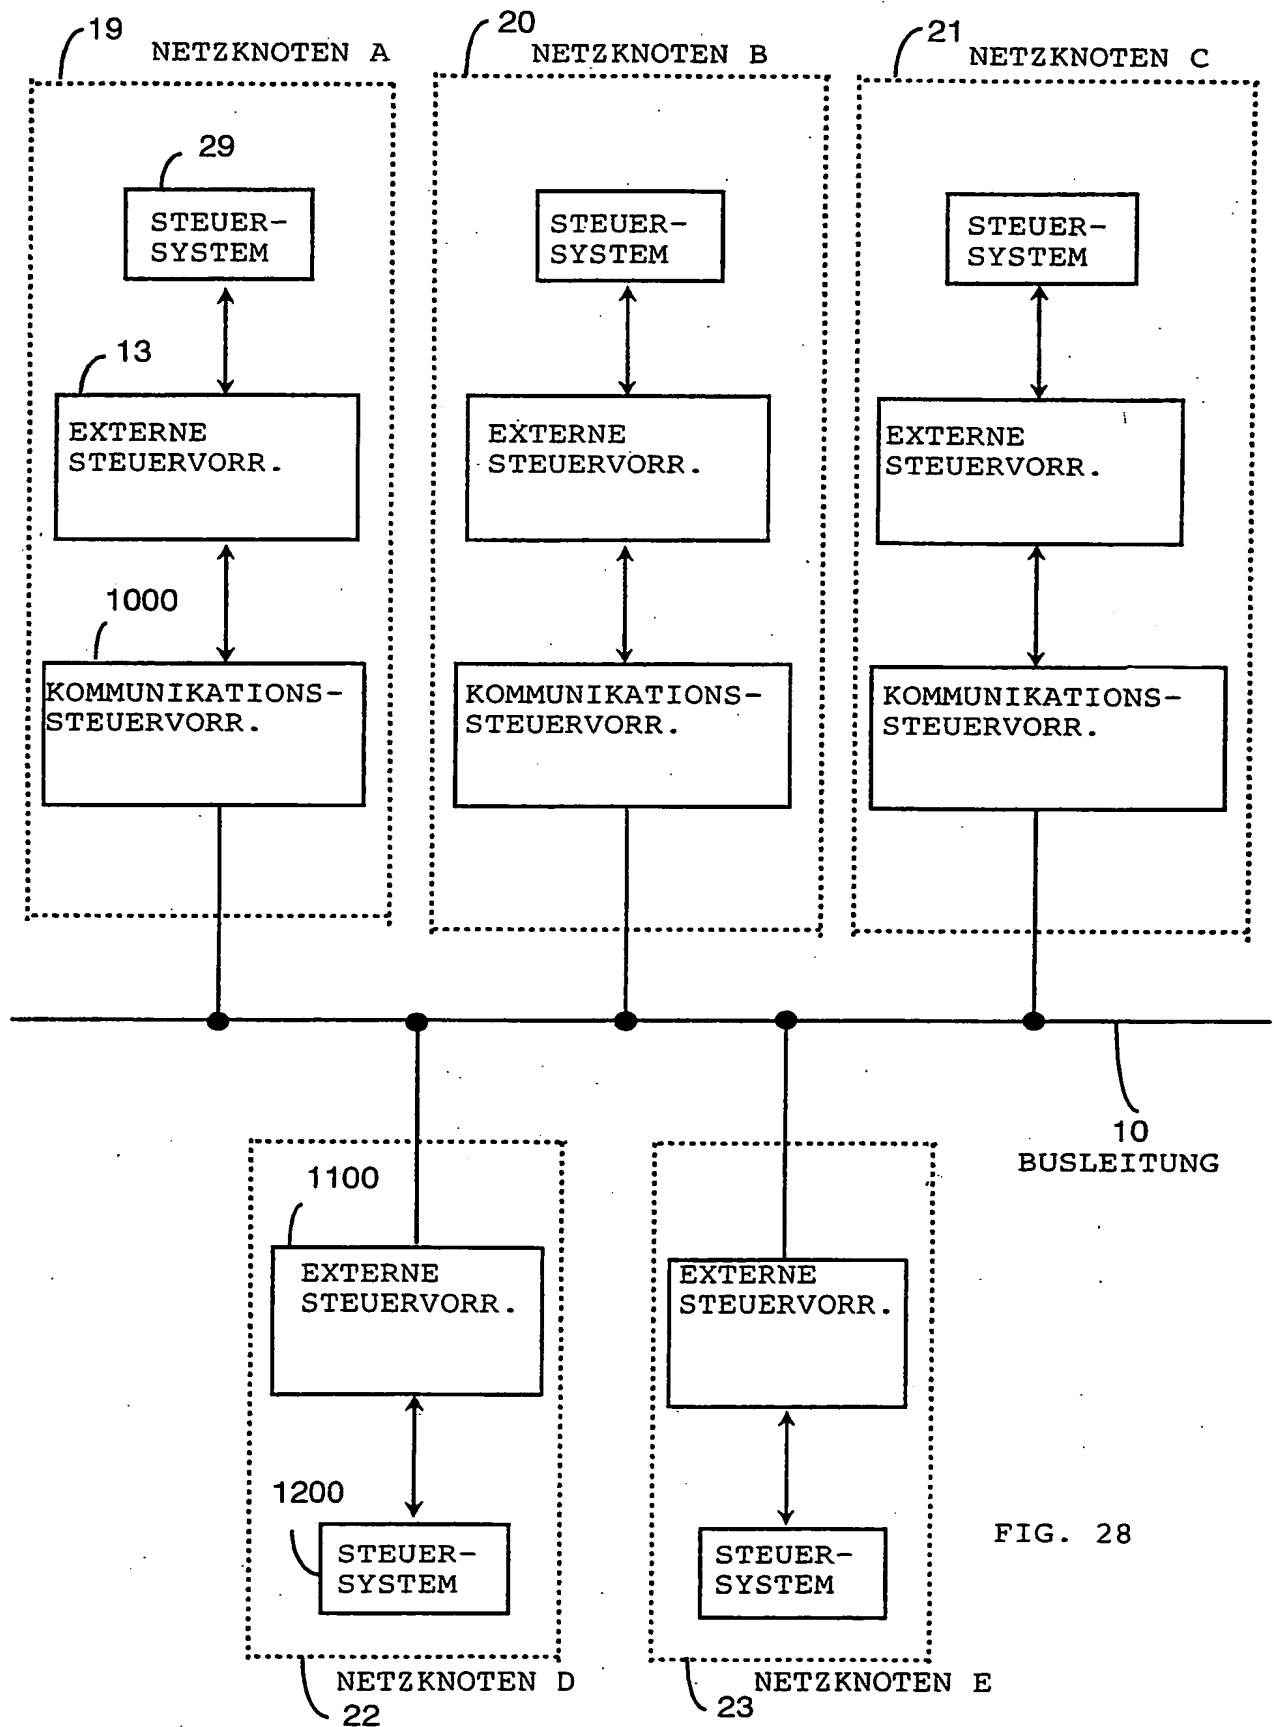 19
NETZKNOTEN A
20
NETZKNOTEN B
21
NETZKNOTEN C
29
STEUER-
SYSTEM
STEUER-
SYSTEM
STEUER-
SYSTEM
13
EXTERNE
STEUERVORR.
EXTERNE
STEUERVORR.
EXTERNE
STEUERVORR.
1000
KOMMUNIKATIONS-
STEUERVORR.
KOMMUNIKATIONS-
STEUERVORR.
KOMMUNIKATIONS-
STEUERVORR.
10
BUSLEITUNG
1100
EXTERNE
STEUERVORR.
EXTERNE
STEUERVORR.
1200
STEUER-
SYSTEM
STEUER-
SYSTEM
FIG. 28
NETZKNOTEN D
22
NETZKNOTEN E
23